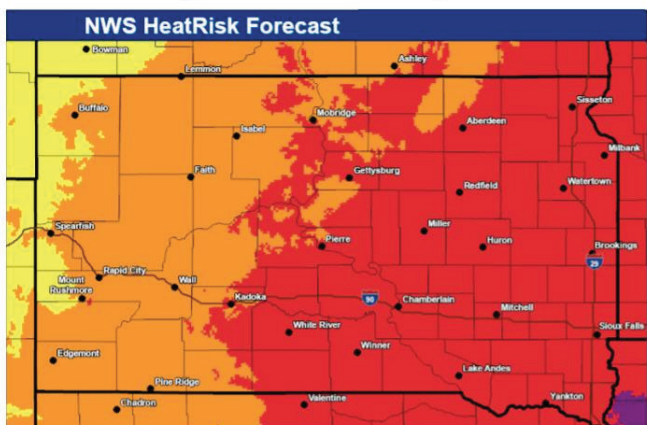 NWS HeatRisk Forecast
Bowman
Ashley
Lemmon
Sisseton
Buffalo
Mobridge
Aberdeen
Isabel
Milbank
Faith
Gettysburg
Watertown
Redfield
Spearfish
Miller
Pierre
Huron
Brookings
29
Rapid City
Mount
Rushmore
Wall
Kadoka
90
Chamberlain
Mitchell
White River
Sioux Falls
Winner
Edgemont
Lake Andes
Pine Ridge
Chadron
Valentine
Yankton